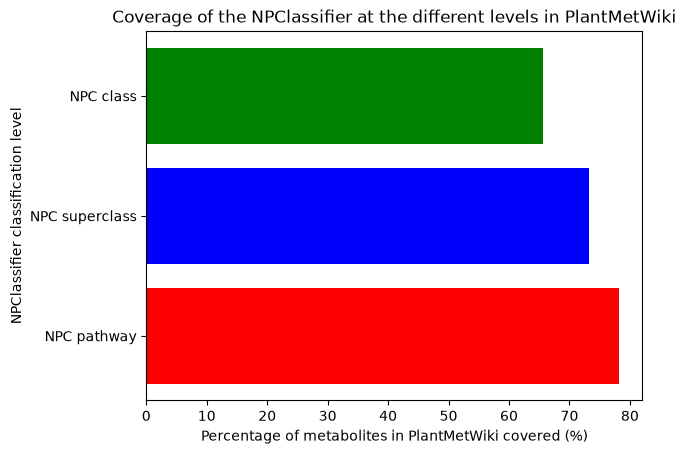 Coverage of the NPClassifier at the different levels in PlantMetWiki
NPClassifier classification level
NPC class
NPC superclass
NPC pathway
0 10 20 30 40 50 60 70 80
Percentage of metabolites in PlantMetWiki covered (%)